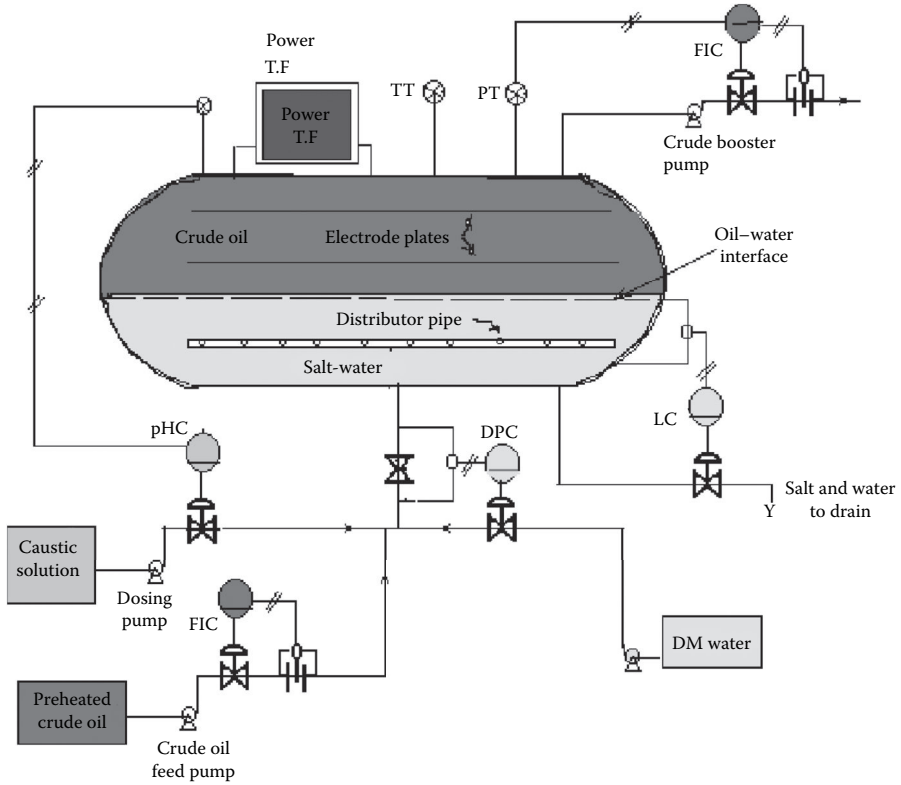 Power
T.F
Power
T.F
TT
PT
FIC
Crude booster
pump
Crude oil
Electrode plates
Oil–water
interface
Distributor pipe
Salt-water
pHC
DPC
LC
Salt and water
to drain
Y
Caustic
solution
Dosing
pump
FIC
DM water
Preheated
crude oil
Crude oil
feed pump